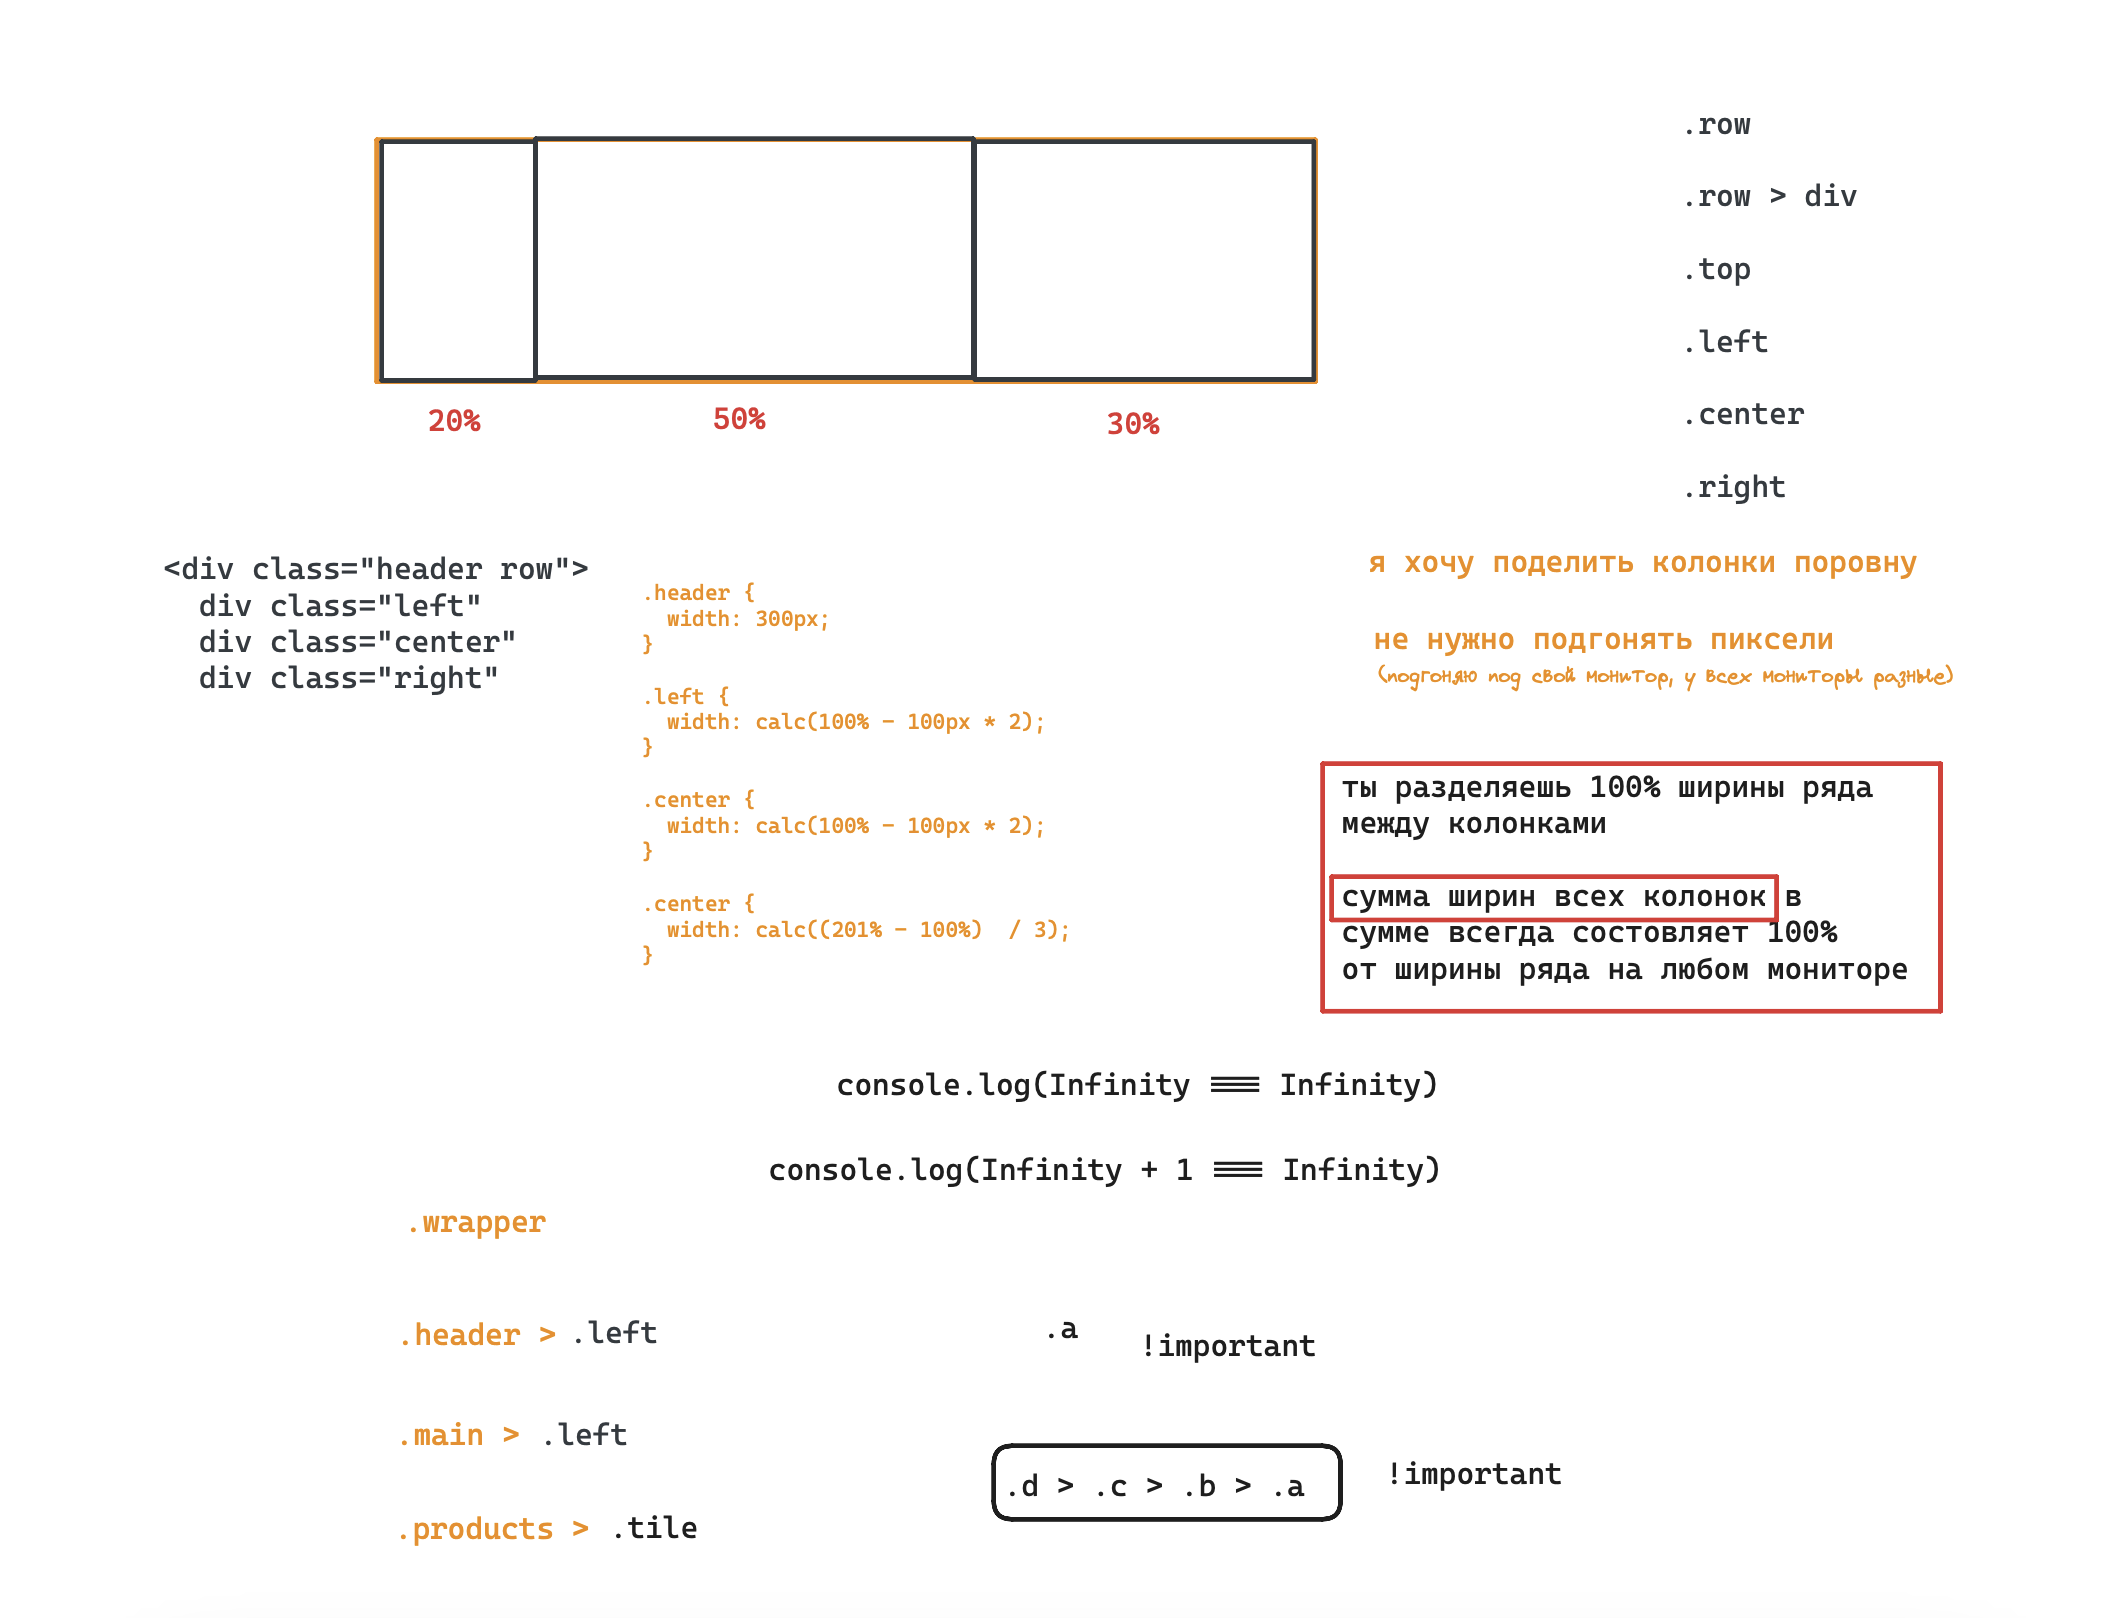 20%
50%
30%
.row
.row > div
.top
.left
.center
.right
<div class="header row">
  div class="left"
  div class="center"
  div class="right"
.header {
  width: 300px;
}
.left {
  width: calc(100% - 100px * 2);
}
.center {
  width: calc(100% - 100px * 2);
}
.center {
  width: calc((201% - 100%)  / 3);
}
я хочу поделить колонки поровну
не нужно подгонять пиксели
(подгоняю под свой монитор, у всех мониторы разные)
ты разделяешь 100% ширины ряда
между колонками
сумма ширин всех колонок в
сумме всегда состовляет 100%
от ширины ряда на любом мониторе
console.log(Infinity === Infinity)
console.log(Infinity + 1 === Infinity)
.wrapper
.header > .left
.main > .left
.products > .tile
.a
!important
.d > .c > .b > .a
!important